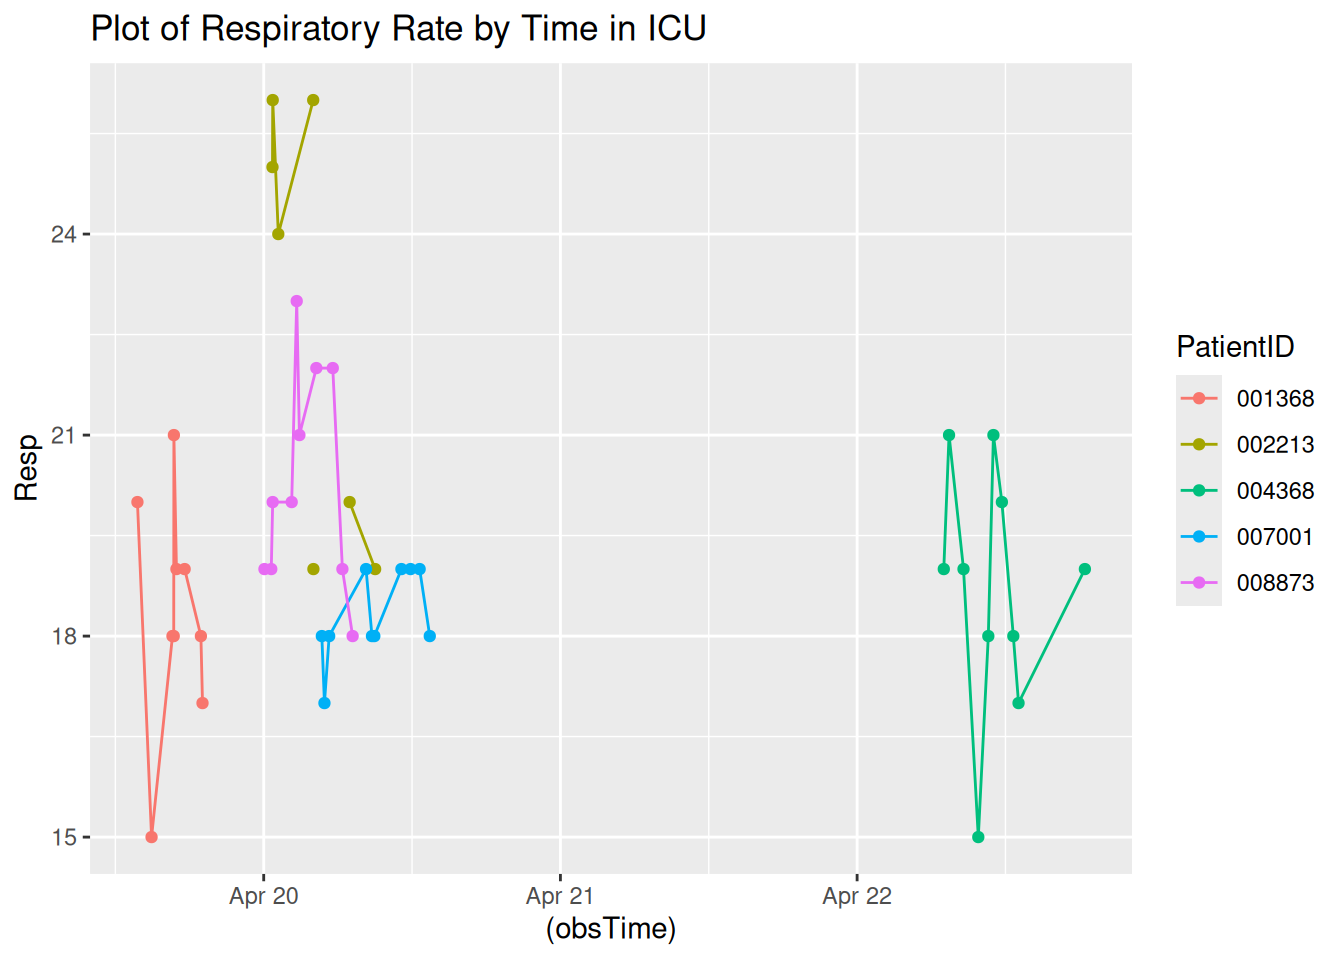 Plot of Respiratory Rate by Time in ICU
24
21
18
15
Resp
Apr 20
Apr 21
Apr 22
(obsTime)
PatientID
001368
002213
004368
007001
008873